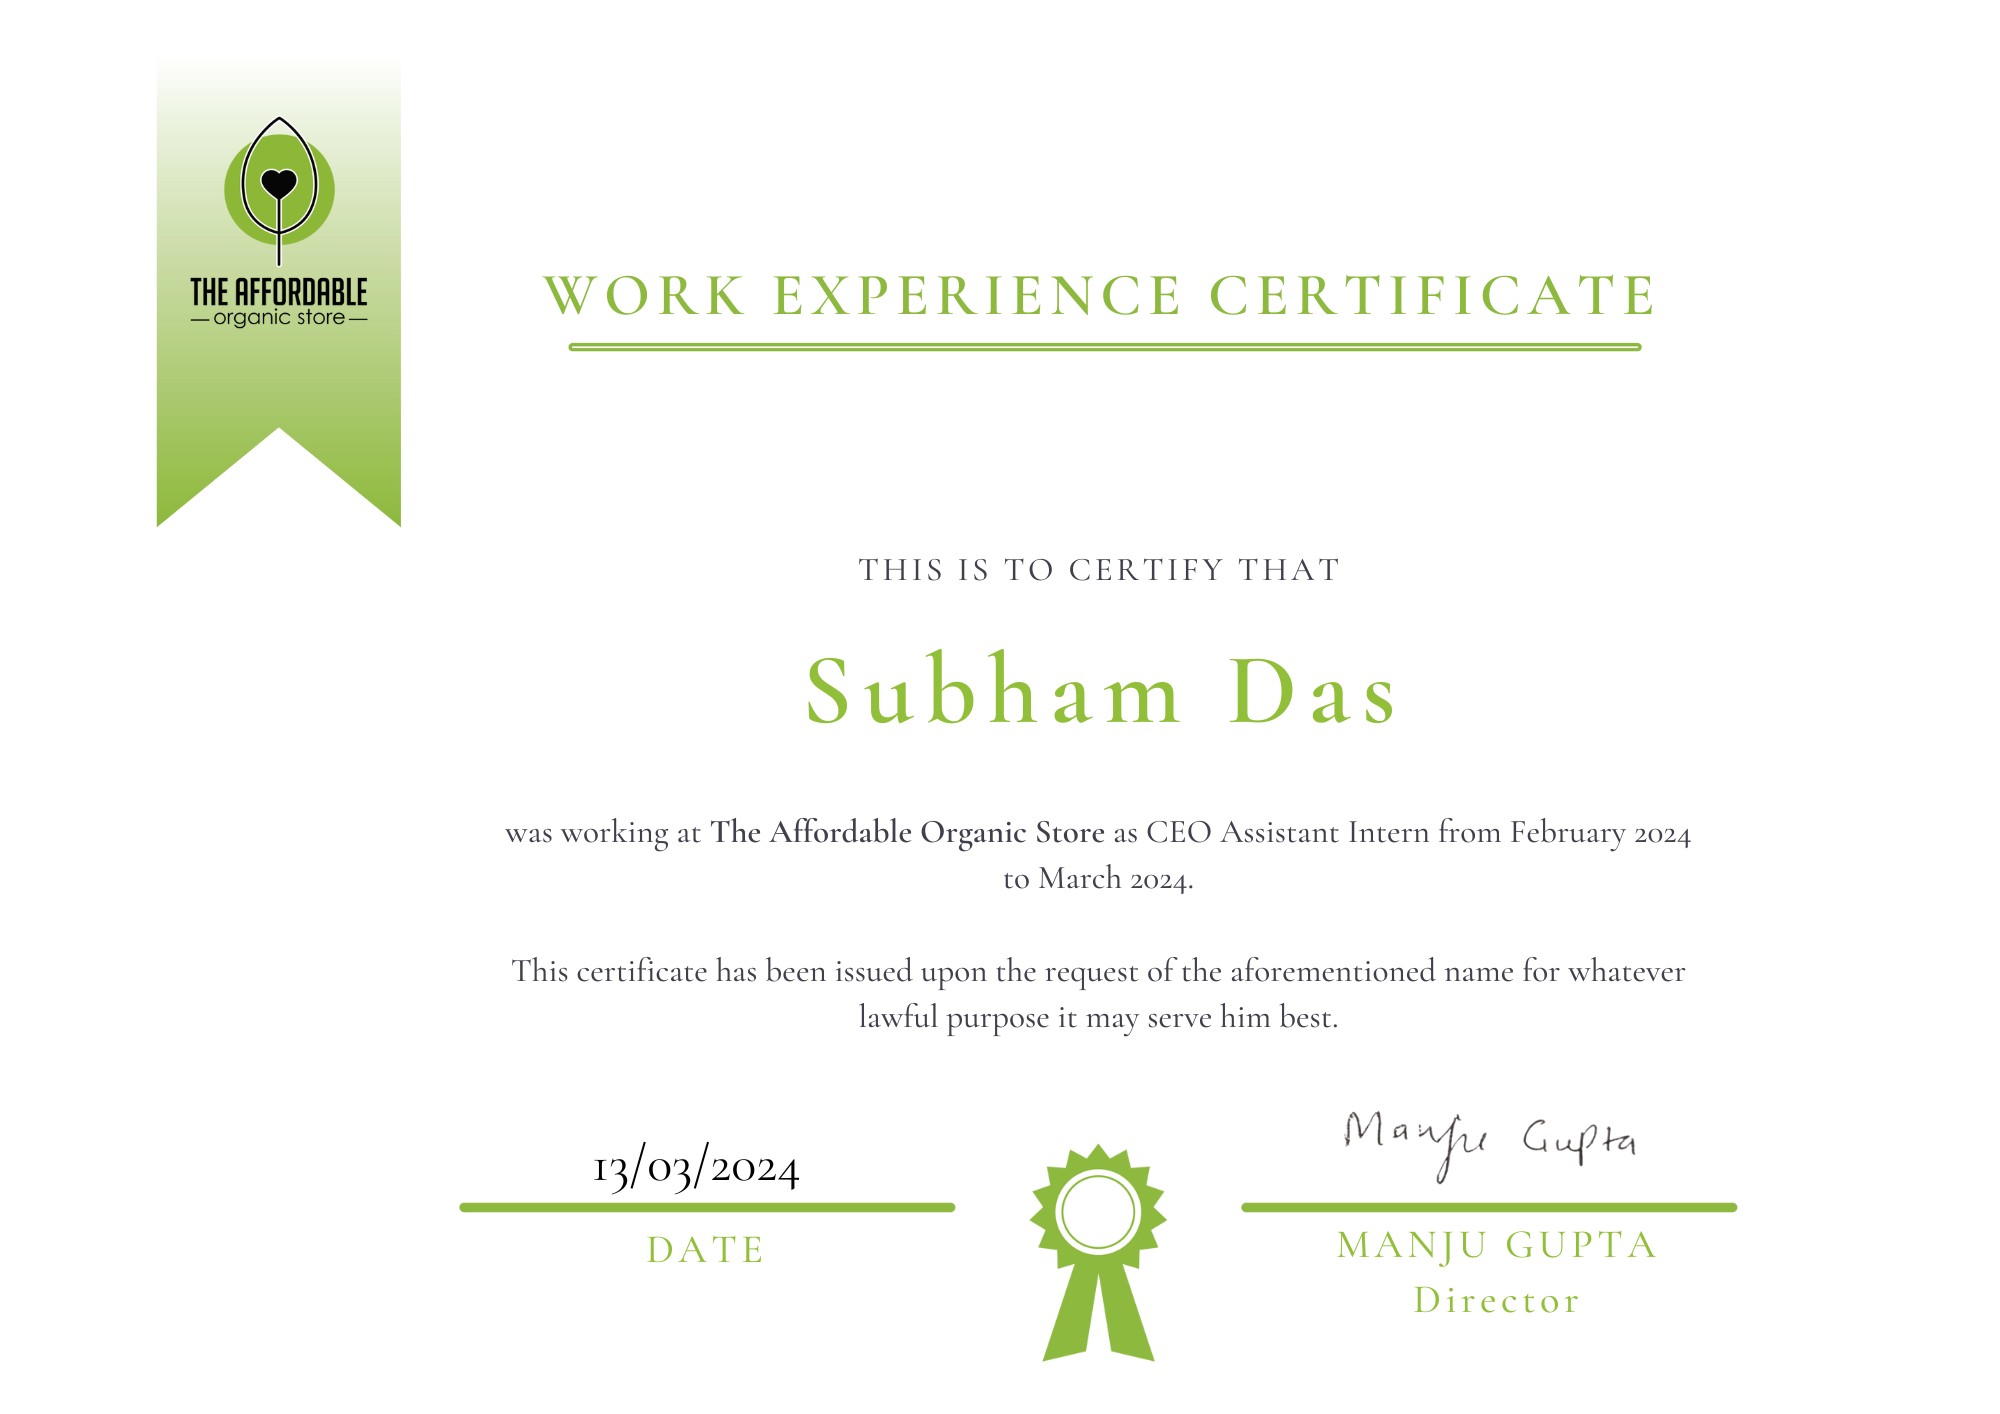 THE AFFORDABLE
organic store
WORK EXPERIENCE CERTIFICATE
THIS IS TO CERTIFY THAT
Subham Das
was working at The Affordable Organic Store as CEO Assistant Intern from February 2024
to March 2024.
This certificate has been issued upon the request of the aforementioned name for whatever
lawful purpose it may serve him best.
13/03/2024
DATE
Manju Gupta
MANJU GUPTA
Director